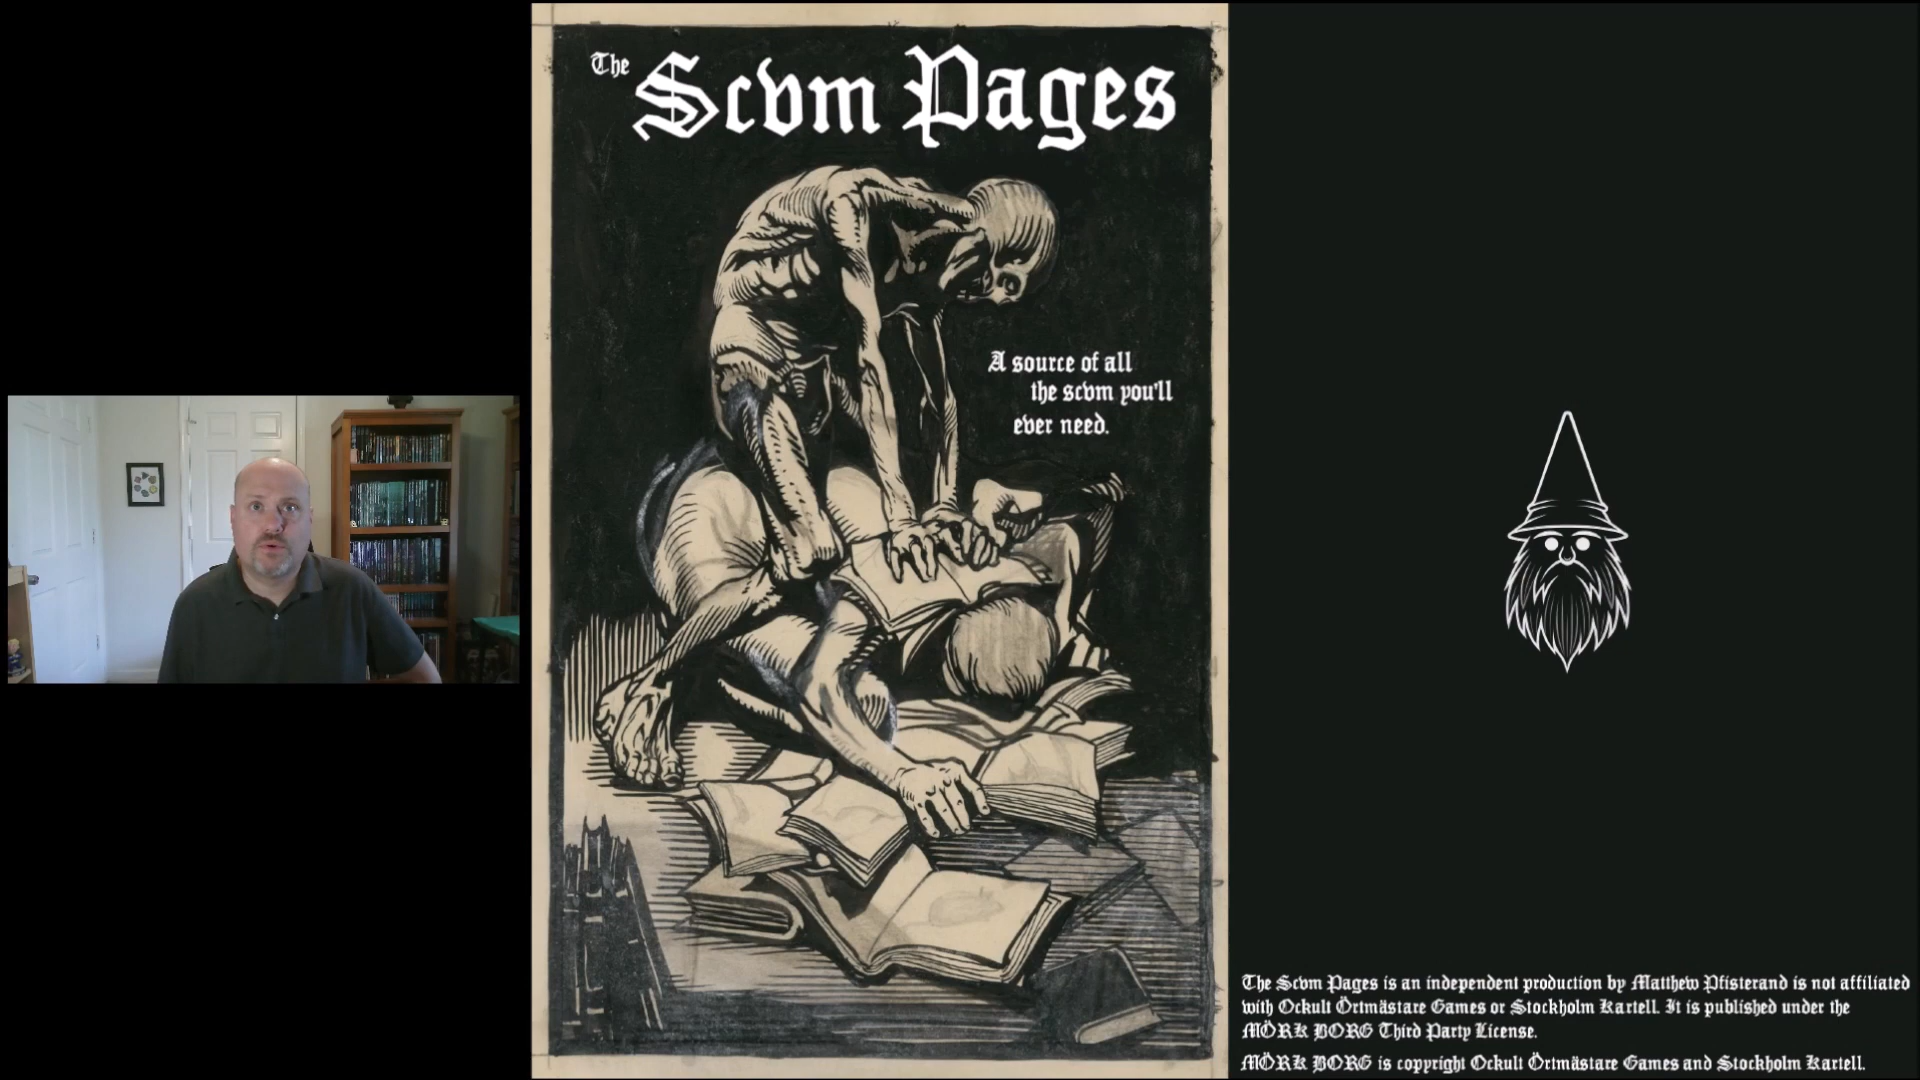 The Scvm Pages
A source of all
the scvm you'll
ever need.
The Scvm Pages is an independent production by Matthew Pfisterand is not affiliated
with Ockult Örtmästare Games or Stockholm Kartell. It is published under the
MÖRK BORG Third Party License.
MÖRK BORG is copyright Ockult Örtmästare Games and Stockholm Kartell.